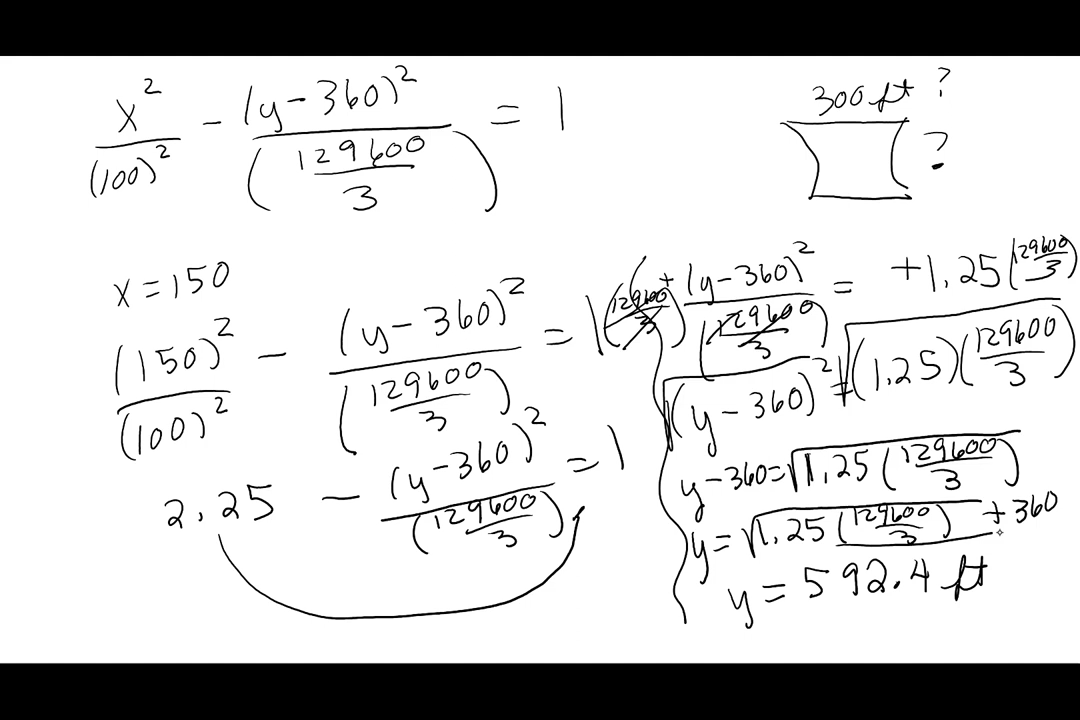 x²/(100)² - (y-360)²/(129600/3) = 1
300ft ?
?
x = 150
(150)²/(100)² - (y-360)²/(129600/3) = 1
2.25 - (y-360)²/(129600/3) = 1
(129600/3) + (y-360)²/(129600/3) = +1.25(129600/3)
√(y-360)² = √(1.25)(129600/3)
y-360 = √1.25(129600/3)
y = √1.25(129600/3) + 360
y = 592.4 ft